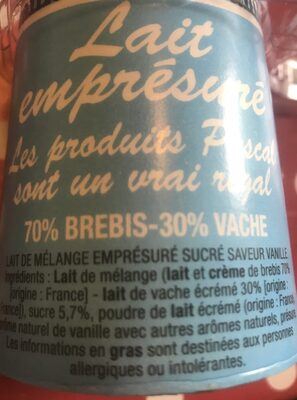 Lait
emprésuré
Les produits Pascal
sont un vrai régal
70% BREBIS-30% VACHE
LAIT DE MÉLANGE EMPRÉSURÉ SUCRÉ SAVEUR VANILLE
Ingrédients : Lait de mélange (lait et crème de brebis 70%
[origine : France] - lait de vache écrémé 30% [origine :
France]), sucre 5,7%, poudre de lait écrémé (origine : France),
arôme naturel de vanille avec autres arômes naturels, présure.
Les informations en gras sont destinées aux personnes
allergiques ou intolérantes.